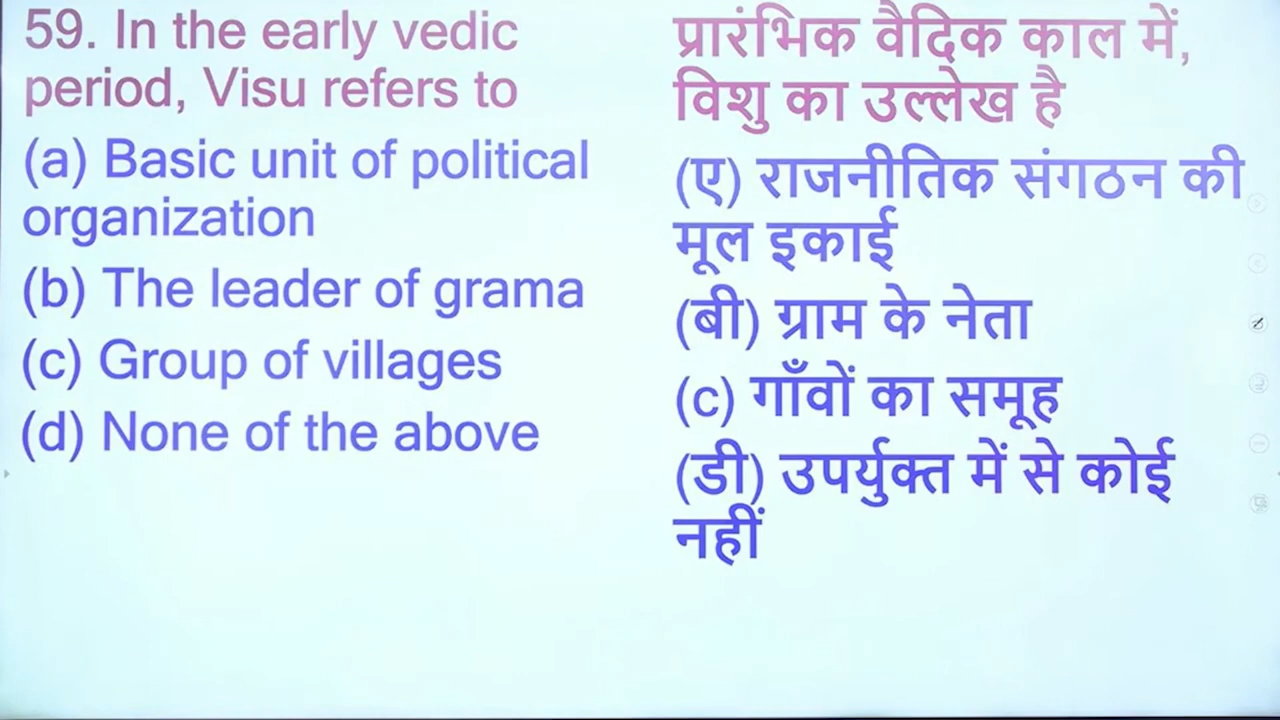 59. In the early vedic
period, Visu refers to
(a) Basic unit of political
organization
(b) The leader of grama
(c) Group of villages
(d) None of the above
प्रारंभिक वैदिक काल में,
विशु का उल्लेख है
(ए) राजनीतिक संगठन की
मूल इकाई
(बी) ग्राम के नेता
(c) गाँवों का समूह
(डी) उपर्युक्त में से कोई
नहीं